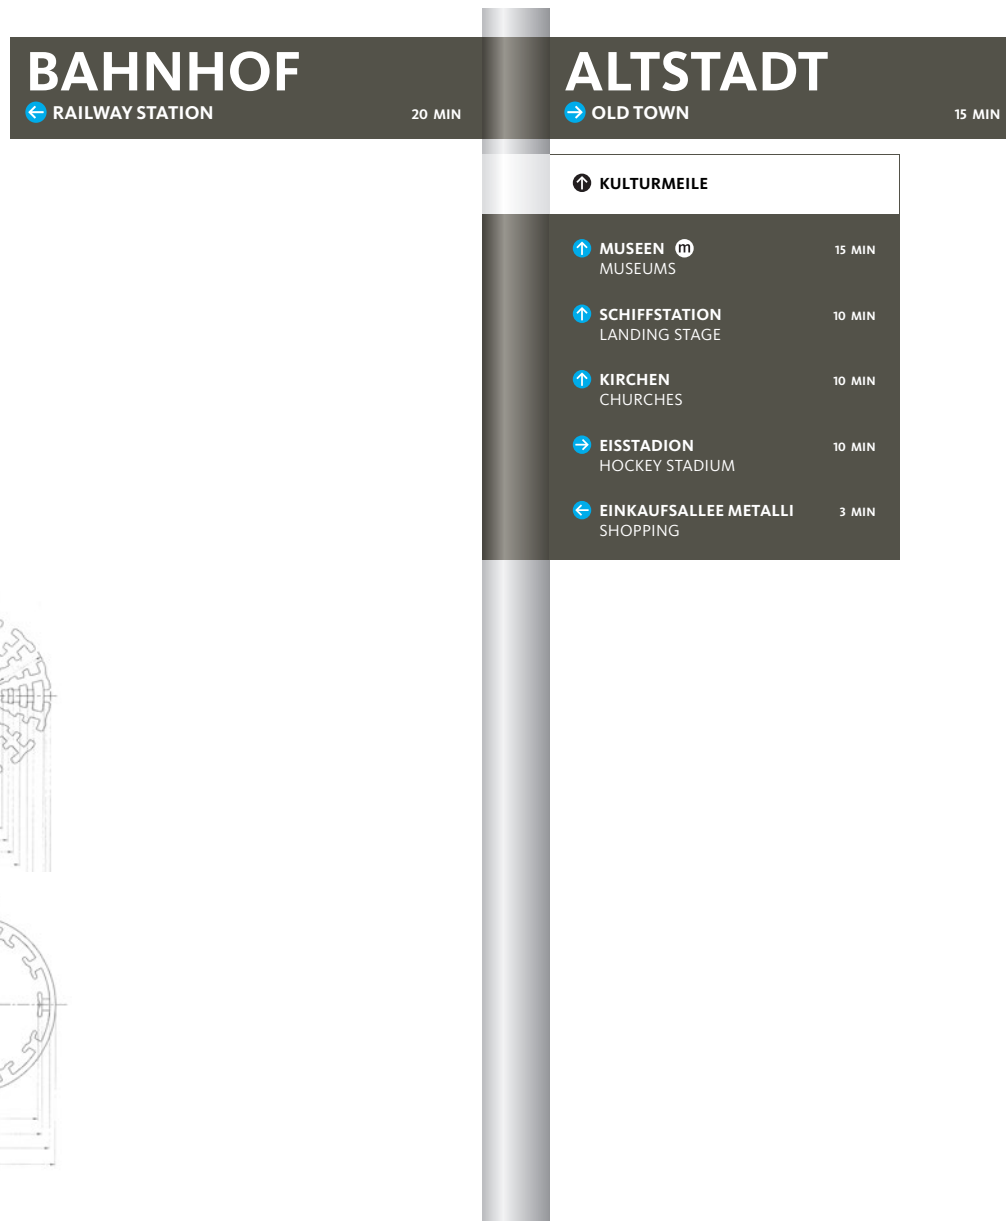 BAHNHOF
RAILWAY STATION 20 MIN
ALTSTADT
OLD TOWN 15 MIN
KULTURMEILE
MUSEEN m 15 MIN
MUSEUMS
SCHIFFSTATION 10 MIN
LANDING STAGE
KIRCHEN 10 MIN
CHURCHES
EISSTADION 10 MIN
HOCKEY STADIUM
EINKAUFSALLEE METALLI 3 MIN
SHOPPING